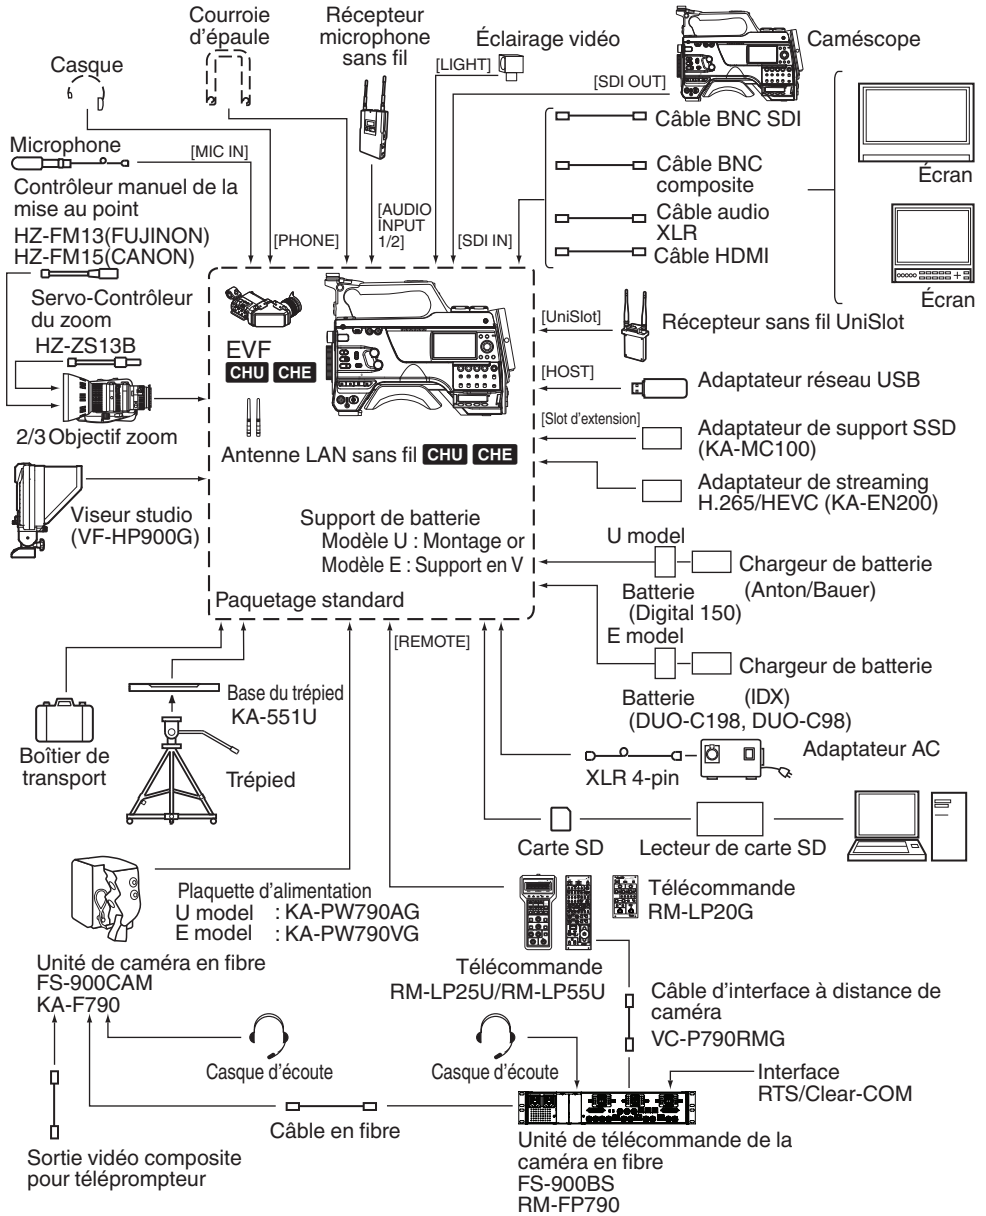 Courroie
d'épaule
Récepteur
microphone
sans fil
Éclairage vidéo
Caméscope
[LIGHT]
[SDI OUT]
Casque
Microphone
[MIC IN]
Câble BNC SDI
Câble BNC
composite
Câble audio
XLR
Câble HDMI
Écran
Écran
Contrôleur manuel de la
mise au point
HZ-FM13(FUJINON)
HZ-FM15(CANON)
[PHONE]
[AUDIO
INPUT
1/2]
[SDI IN]
Servo-Contrôleur
du zoom
HZ-ZS13B
2/3 Objectif zoom
EVF
CHU CHE
[UniSlot]
Récepteur sans fil UniSlot
[HOST]
Adaptateur réseau USB
[Slot d'extension]
Adaptateur de support SSD
(KA-MC100)
Antenne LAN sans fil CHU CHE
Adaptateur de streaming
H.265/HEVC (KA-EN200)
Viseur studio
(VF-HP900G)
Support de batterie
Modèle U : Montage or
Modèle E : Support en V
Paquetage standard
U model
Chargeur de batterie
(Anton/Bauer)
Batterie
(Digital 150)
E model
Chargeur de batterie
(IDX)
Batterie
(DUO-C198, DUO-C98)
[REMOTE]
Base du trépied
KA-551U
Boîtier de
transport
Trépied
XLR 4-pin
Adaptateur AC
Carte SD
Lecteur de carte SD
Plaquette d'alimentation
U model : KA-PW790AG
E model : KA-PW790VG
Télécommande
RM-LP20G
Unité de caméra en fibre
FS-900CAM
KA-F790
Télécommande
RM-LP25U/RM-LP55U
Câble d'interface à distance de
caméra
VC-P790RMG
Casque d'écoute
Casque d'écoute
Interface
RTS/Clear-COM
Câble en fibre
Sortie vidéo composite
pour téléprompteur
Unité de télécommande de la
caméra en fibre
FS-900BS
RM-FP790